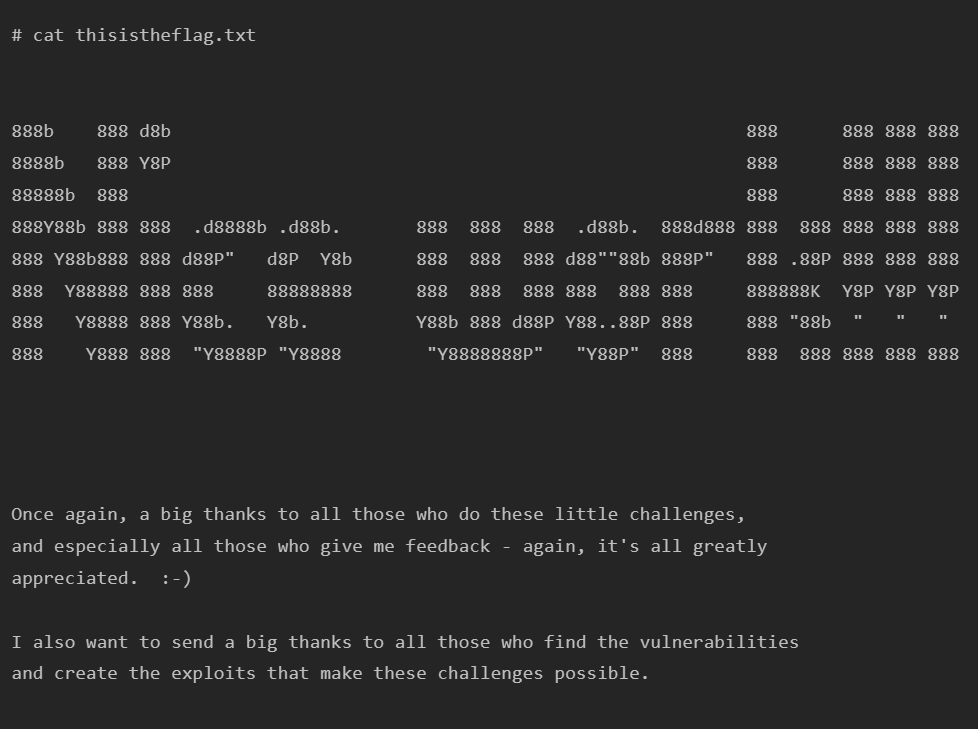 # cat thisistheflag.txt
888b    888 d8b                                                      888      888 888 888
8888b   888 Y8P                                                      888      888 888 888
88888b  888                                                          888      888 888 888
888Y88b 888 888  .d8888b .d88b.       888  888  888  .d88b.  888d888 888  888 888 888 888
888 Y88b888 888 d88P"   d8P  Y8b      888  888  888 d88""88b 888P"   888 .88P 888 888 888
888  Y88888 888 888     88888888      888  888  888 888  888 888     888888K  Y8P Y8P Y8P
888   Y8888 888 Y88b.   Y8b.          Y88b 888 d88P Y88..88P 888     888 "88b  "   "   "
888    Y888 888  "Y8888P "Y8888        "Y8888888P"   "Y88P"  888     888  888 888 888 888
Once again, a big thanks to all those who do these little challenges,
and especially all those who give me feedback - again, it's all greatly
appreciated.  :-)
I also want to send a big thanks to all those who find the vulnerabilities
and create the exploits that make these challenges possible.